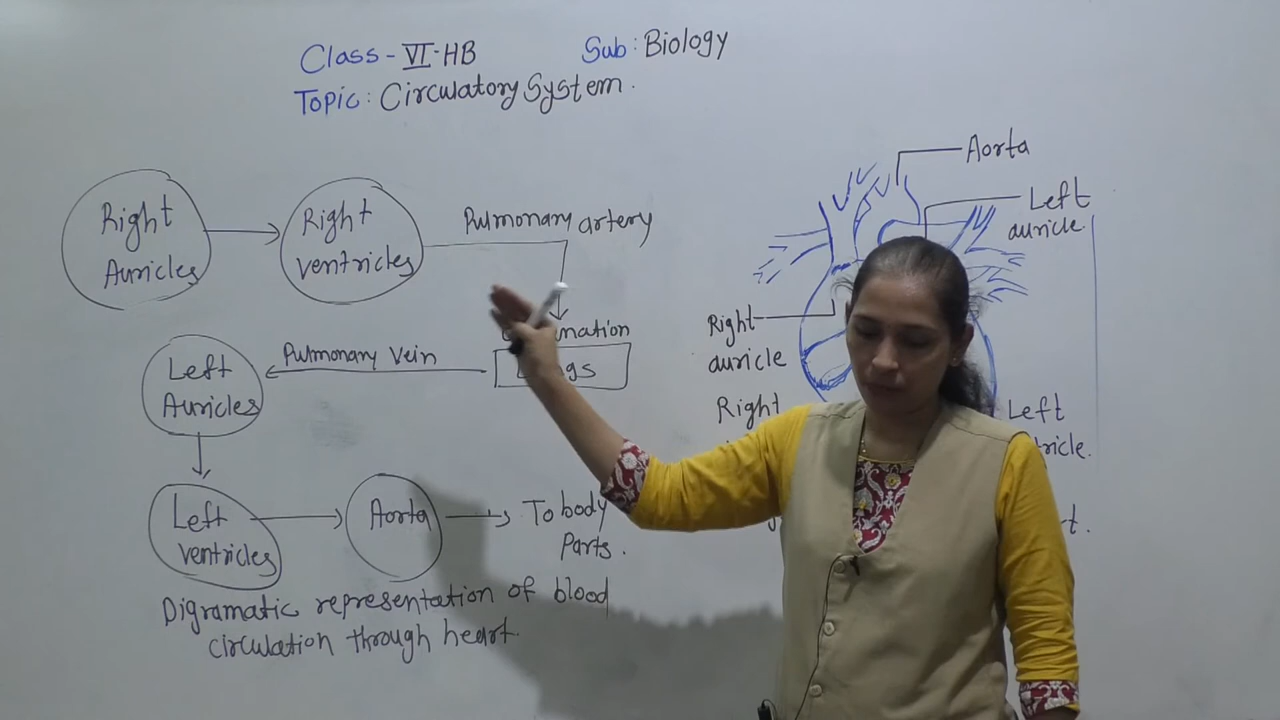 Class - VI - HB Sub : Biology
Topic : Circulatory System.
Right
Auricles
Right
ventricles
Pulmonary artery
Left
Auricles
Pulmonary Vein
Left
ventricles
Aorta
To body
Parts.
Digramatic representation of blood
circulation through heart.
Aorta
Left
auricle.
Right
auricle
Right
Left